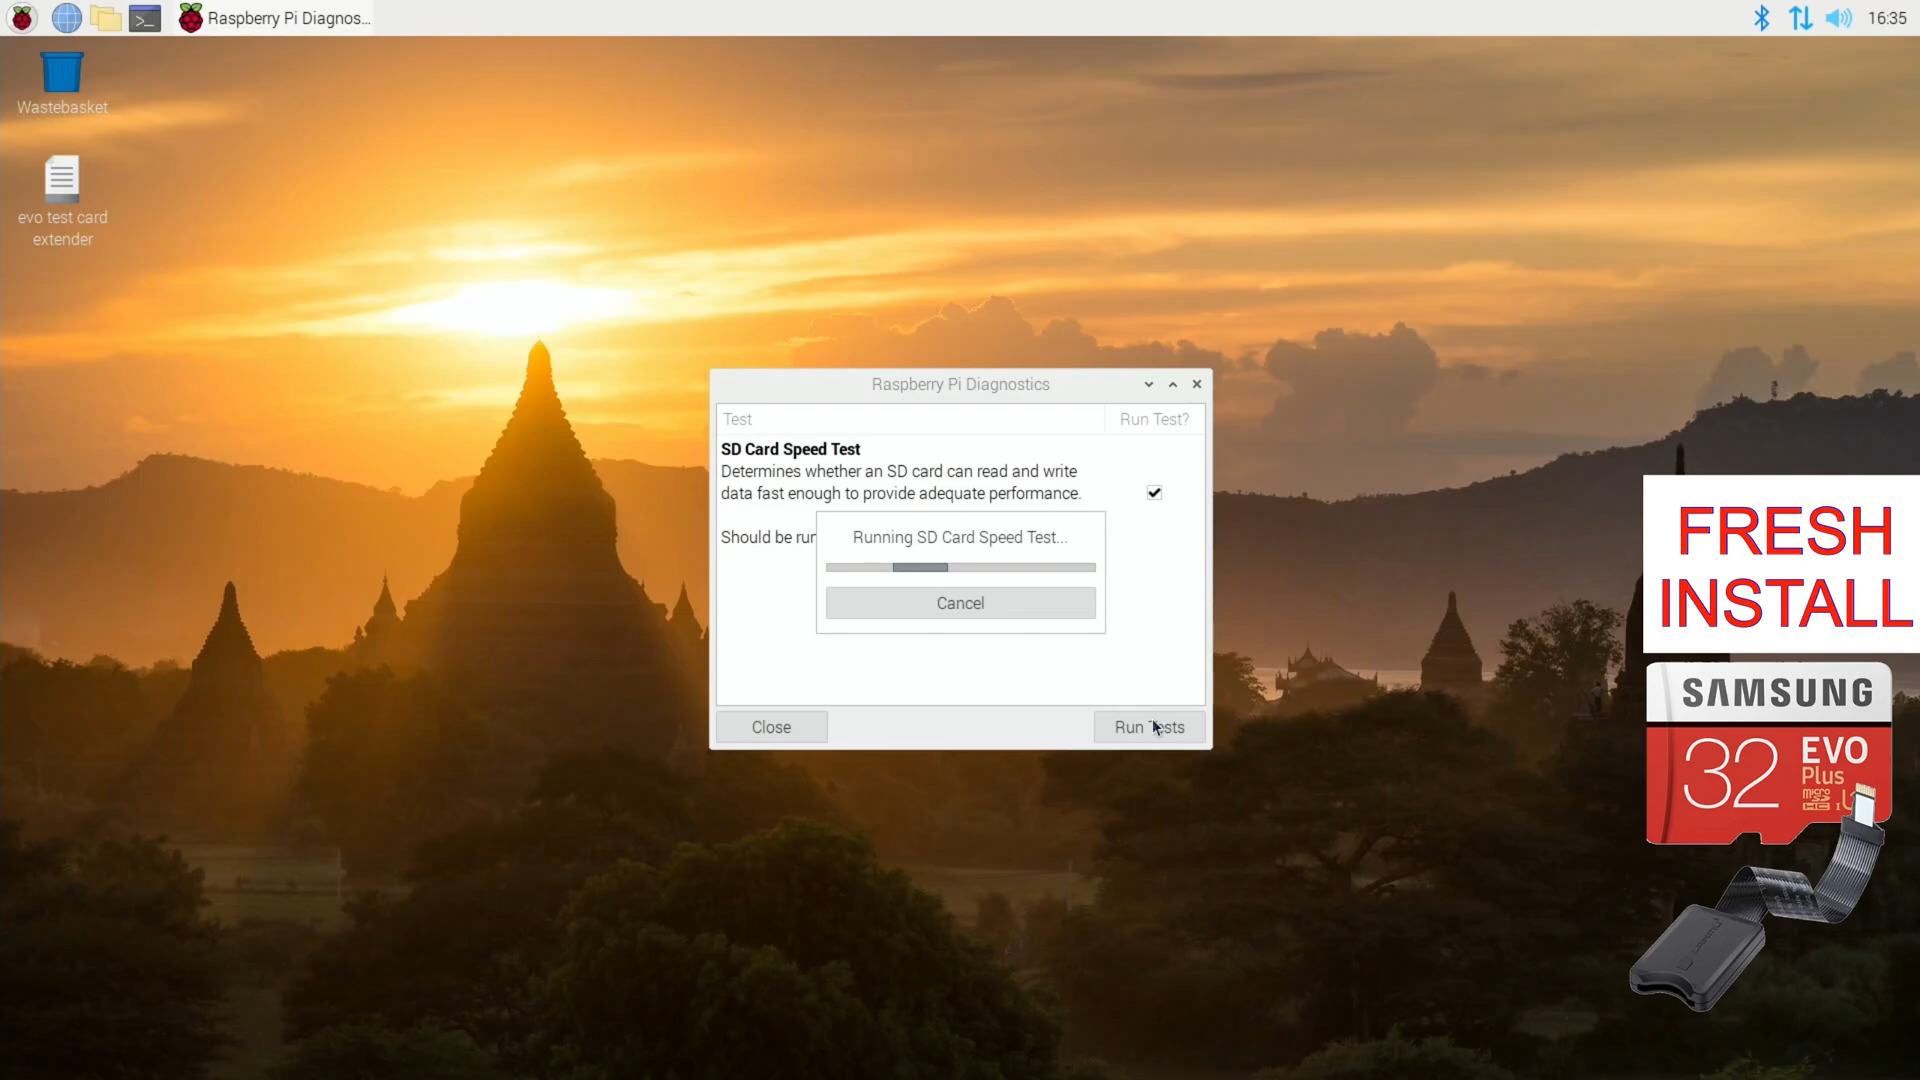 Raspberry Pi Diagnos...
16:35
Wastebasket
evo test card
extender
Raspberry Pi Diagnostics
Test
Run Test?
SD Card Speed Test
Determines whether an SD card can read and write
data fast enough to provide adequate performance.
Should be run
Running SD Card Speed Test...
Cancel
Close
Run Tests
FRESH
INSTALL
SAMSUNG
32
EVO
Plus
micro
HC I